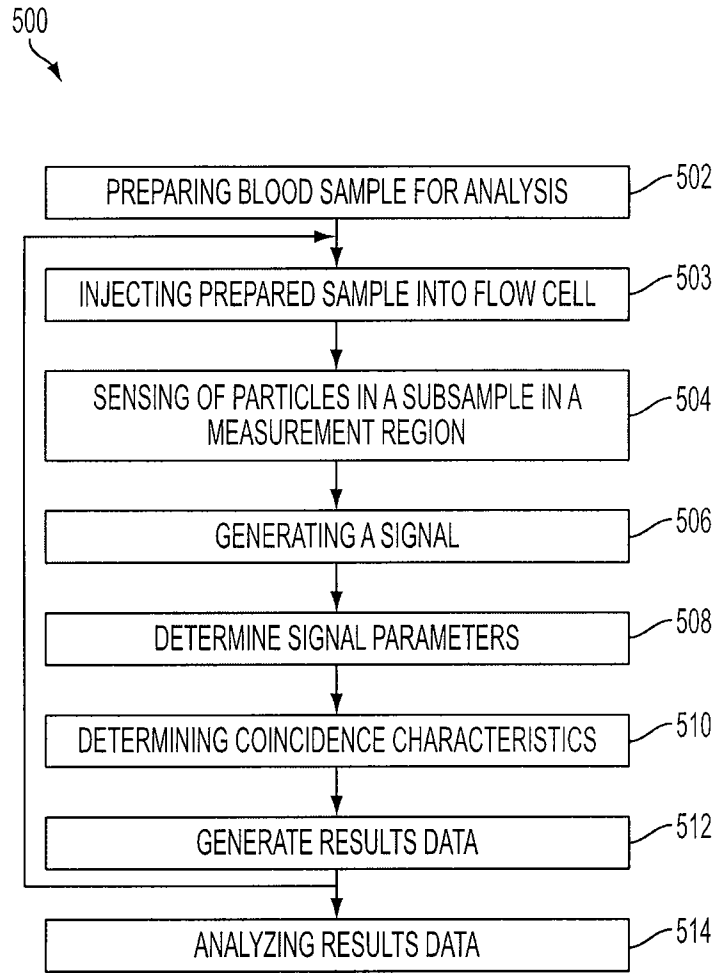 500
PREPARING BLOOD SAMPLE FOR ANALYSIS
502
INJECTING PREPARED SAMPLE INTO FLOW CELL
503
SENSING OF PARTICLES IN A SUBSAMPLE IN A
MEASUREMENT REGION
504
GENERATING A SIGNAL
506
DETERMINE SIGNAL PARAMETERS
508
DETERMINING COINCIDENCE CHARACTERISTICS
510
GENERATE RESULTS DATA
512
ANALYZING RESULTS DATA
514